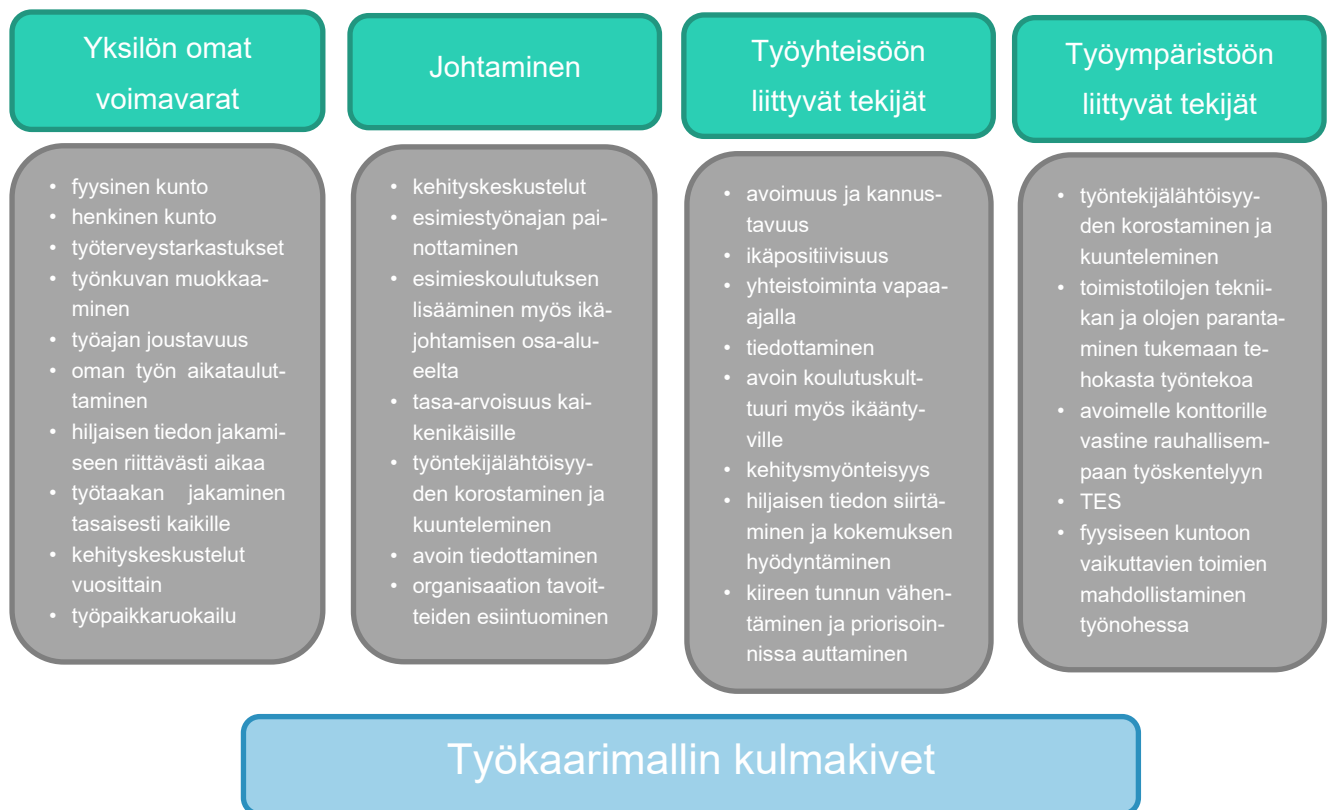 Yksilön omat
voimavarat
• fyysinen kunto
• henkinen kunto
• työterveystarkastukset
• työnkuvan muokkaa-
minen
• työajan joustavuus
• oman työn aikataulut-
taminen
• hiljaisen tiedon jakami-
seen riittävästi aikaa
• työtaakan jakaminen
tasaisesti kaikille
• kehityskeskustelut
vuosittain
• työpaikkaruokailu
Johtaminen
• kehityskeskustelut
• esimiestyönajan pai-
nottaminen
• esimieskoulutuksen
lisääminen myös ikä-
johtamisen osa-alu-
eelta
• tasa-arvoisuus kai-
kenikäisille
• työntekijälähtöisyy-
den korostaminen ja
kuunteleminen
• avoin tiedottaminen
• organisaation tavoit-
teiden esiintuominen
Työyhteisöön
liittyvät tekijät
• avoimuus ja kannus-
tavuus
• ikäpositiivisuus
• yhteistoiminta vapaa-
ajalla
• tiedottaminen
• avoin koulutuskult-
tuuri myös ikäänty-
ville
• kehitysmyönteisyys
• hiljaisen tiedon siirtä-
minen ja kokemuksen
hyödyntäminen
• kiireen tunnun vähen-
täminen ja priorisoin-
nissa auttaminen
Työympäristöön
liittyvät tekijät
• työntekijälähtöisyy-
den korostaminen ja
kuunteleminen
• toimistotilojen teknii-
kan ja olojen paranta-
minen tukemaan te-
hokasta työntekoa
• avoimelle konttorille
vastine rauhallisem-
paan työskentelyyn
• TES
• fyysiseen kuntoon
vaikuttavien toimien
mahdollistaminen
työnohessa
Työkaarimallin kulmakivet